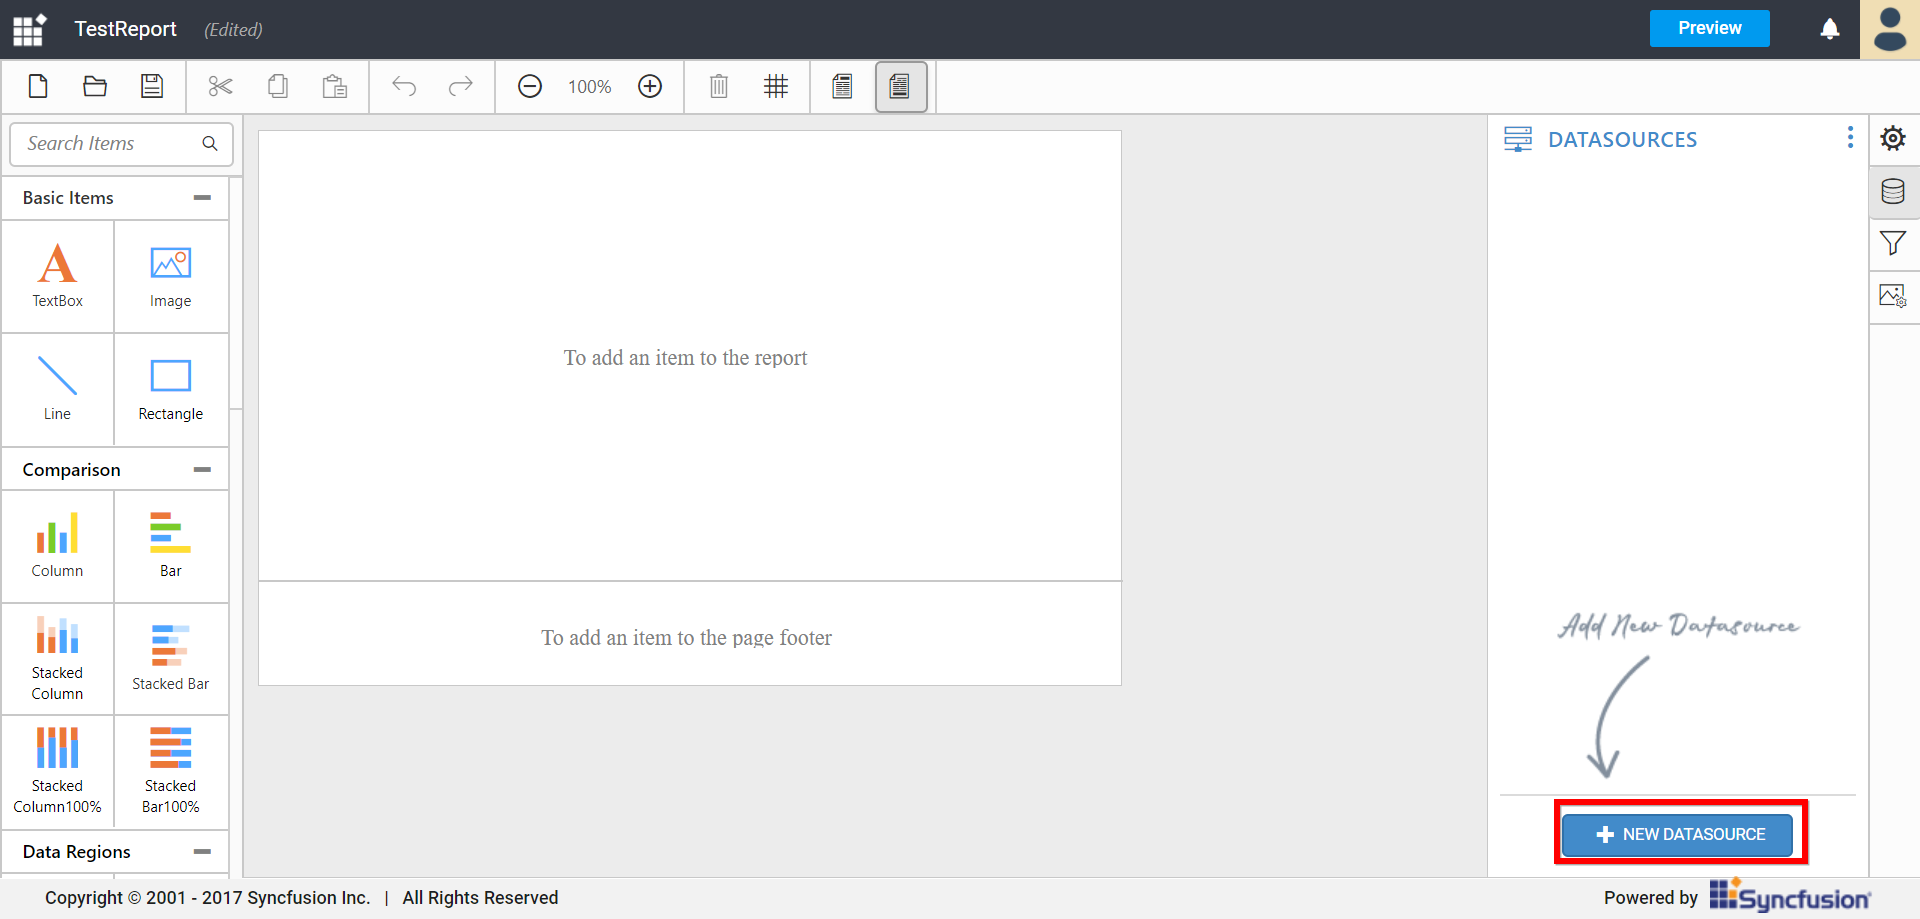 TestReport (Edited) Preview
100%
Search Items
Basic Items
TextBox Image
Line Rectangle
Comparison
Column Bar
Stacked Column Stacked Bar
Stacked Column100% Stacked Bar100%
Data Regions
To add an item to the report
To add an item to the page footer
DATASOURCES
Add New Datasource
NEW DATASOURCE
Copyright © 2001 - 2017 Syncfusion Inc. | All Rights Reserved
Powered by Syncfusion